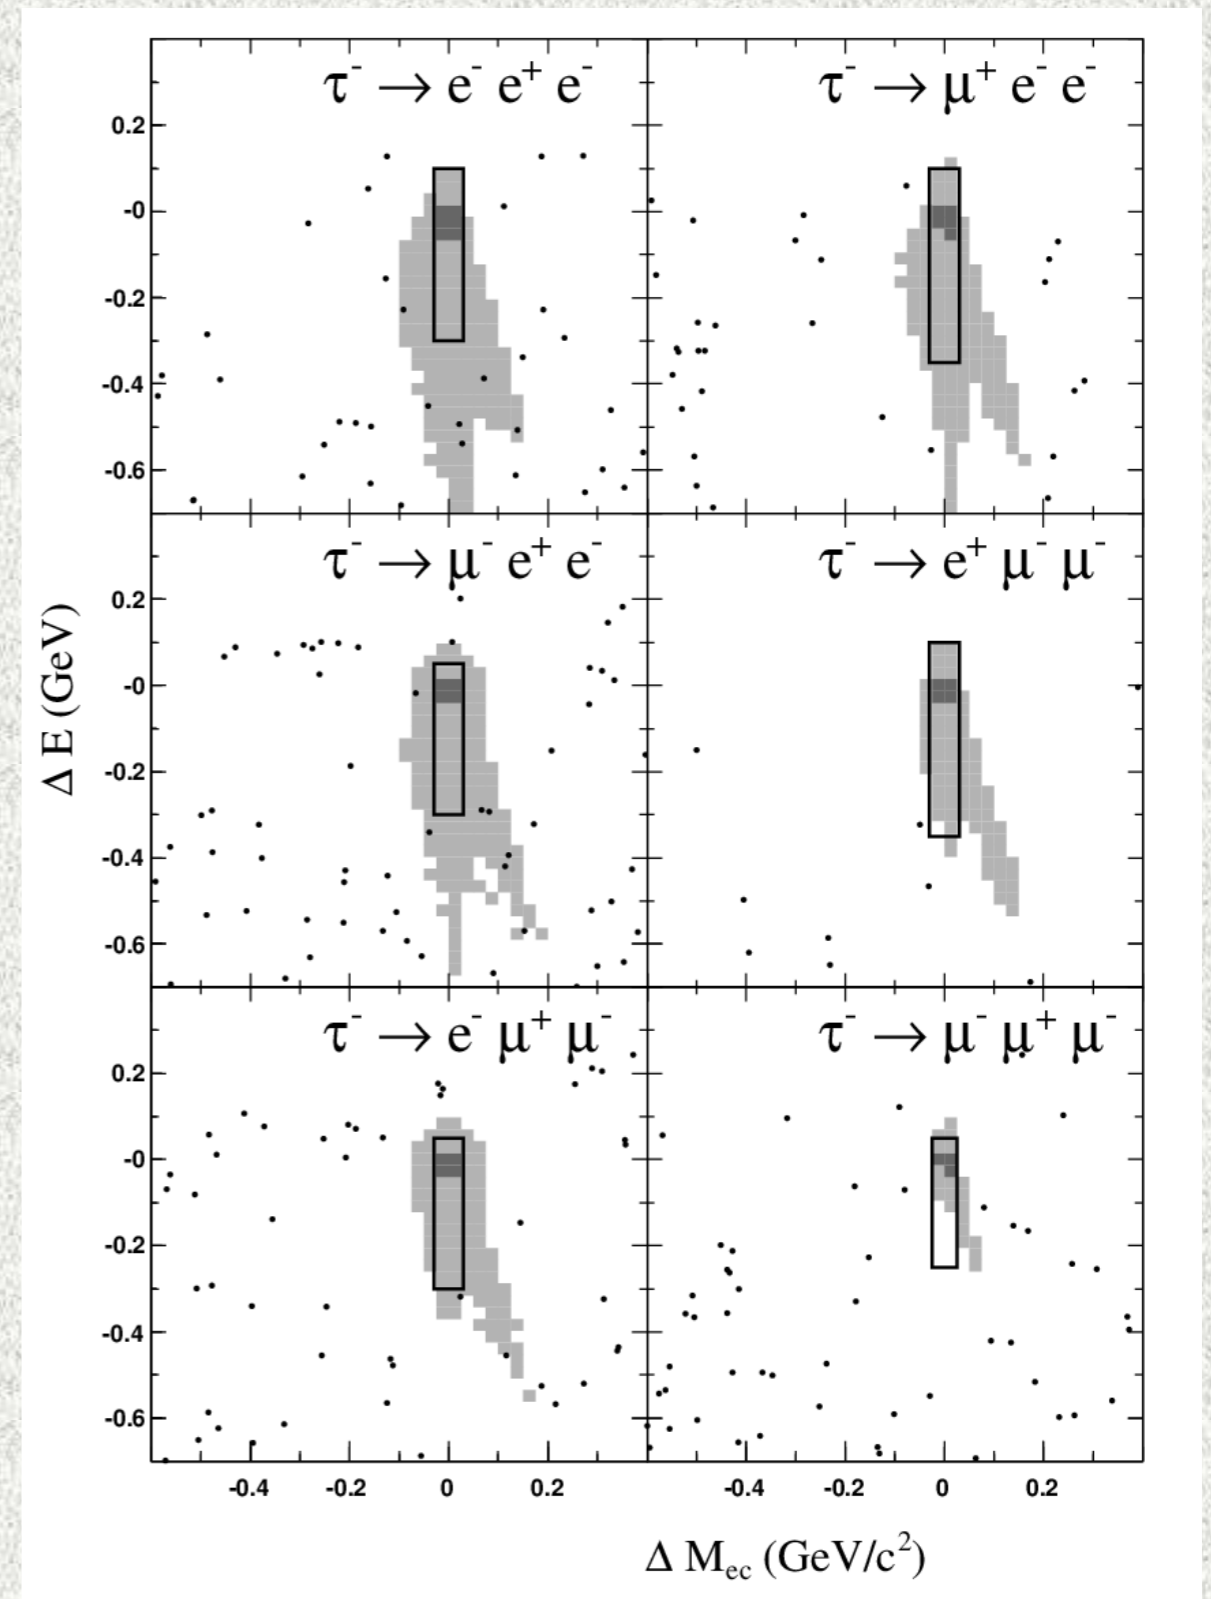 τ⁻ → e⁻ e⁺ e⁻
τ⁻ → μ⁺ e⁻ e⁻
0.2
-0
-0.2
-0.4
-0.6
τ⁻ → μ⁻ e⁺ e⁻
τ⁻ → e⁺ μ⁻ μ⁻
0.2
-0
-0.2
-0.4
-0.6
Δ E (GeV)
τ⁻ → e⁻ μ⁺ μ⁻
τ⁻ → μ⁻ μ⁺ μ⁻
0.2
-0
-0.2
-0.4
-0.6
-0.4 -0.2 0 0.2 -0.4 -0.2 0 0.2
Δ M_ec (GeV/c²)